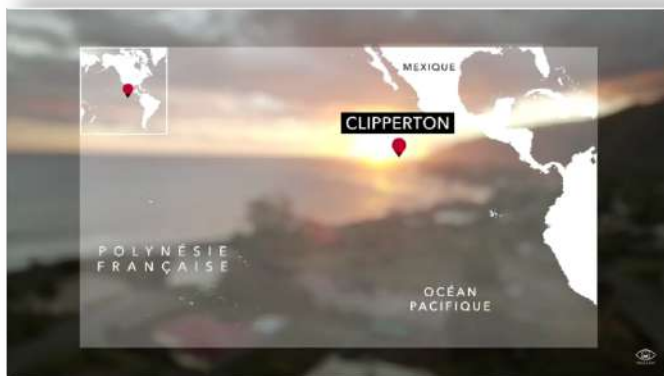 MEXIQUE
CLIPPERTON
POLYNÉSIE
FRANÇAISE
OCÉAN
PACIFIQUE